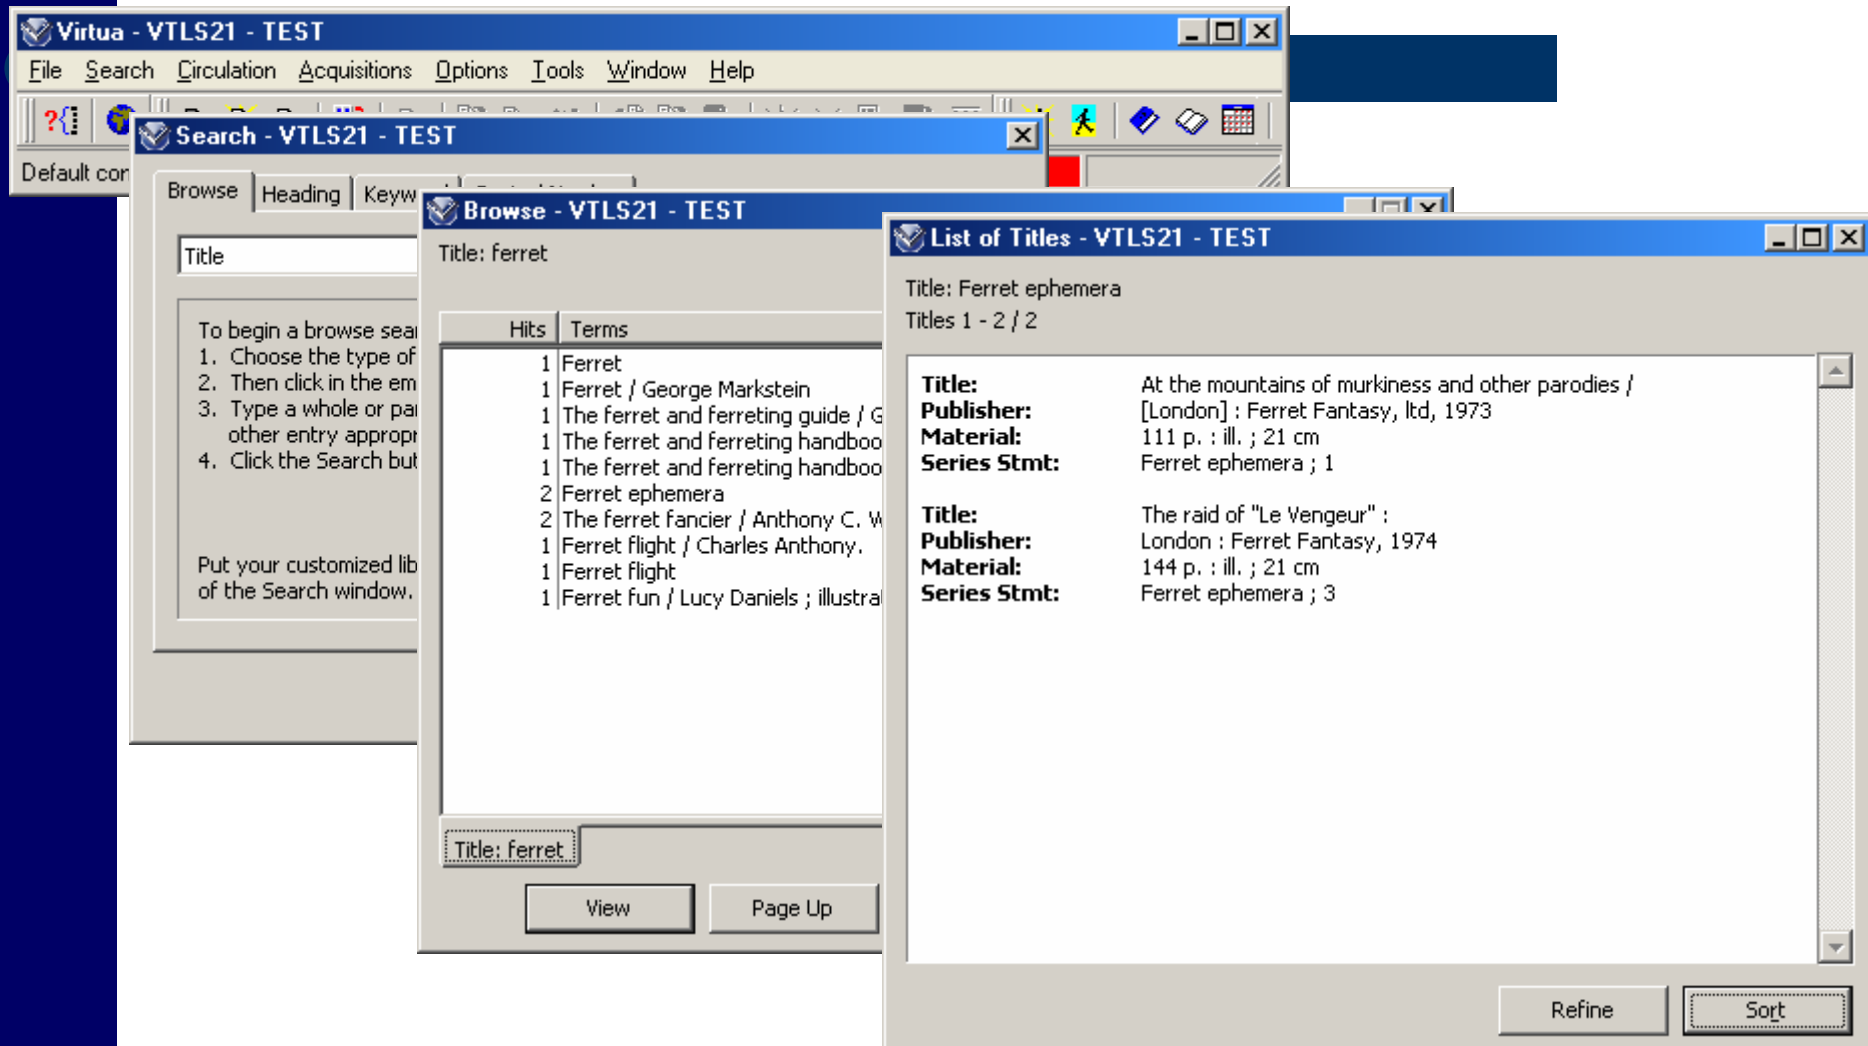 Virtua - VTLS21 - TEST
File Search Circulation Acquisitions Options Tools Window Help
?{
Default con
Search - VTLS21 - TEST
Browse Heading Keyw
Title
To begin a browse sea
1. Choose the type of
2. Then click in the em
3. Type a whole or par
other entry appropr
4. Click the Search but
Put your customized lib
of the Search window.
Browse - VTLS21 - TEST
Title: ferret
Hits Terms
1 Ferret
1 Ferret / George Markstein
1 The ferret and ferreting guide / G
1 The ferret and ferreting handboo
1 The ferret and ferreting handboo
2 Ferret ephemera
2 The ferret fancier / Anthony C. W
1 Ferret flight / Charles Anthony.
1 Ferret flight
1 Ferret fun / Lucy Daniels ; illustra
Title: ferret
View Page Up
List of Titles - VTLS21 - TEST
Title: Ferret ephemera
Titles 1 - 2 / 2
Title: At the mountains of murkiness and other parodies /
Publisher: [London] : Ferret Fantasy, ltd, 1973
Material: 111 p. : ill. ; 21 cm
Series Stmt: Ferret ephemera ; 1
Title: The raid of "Le Vengeur" :
Publisher: London : Ferret Fantasy, 1974
Material: 144 p. : ill. ; 21 cm
Series Stmt: Ferret ephemera ; 3
Refine Sort